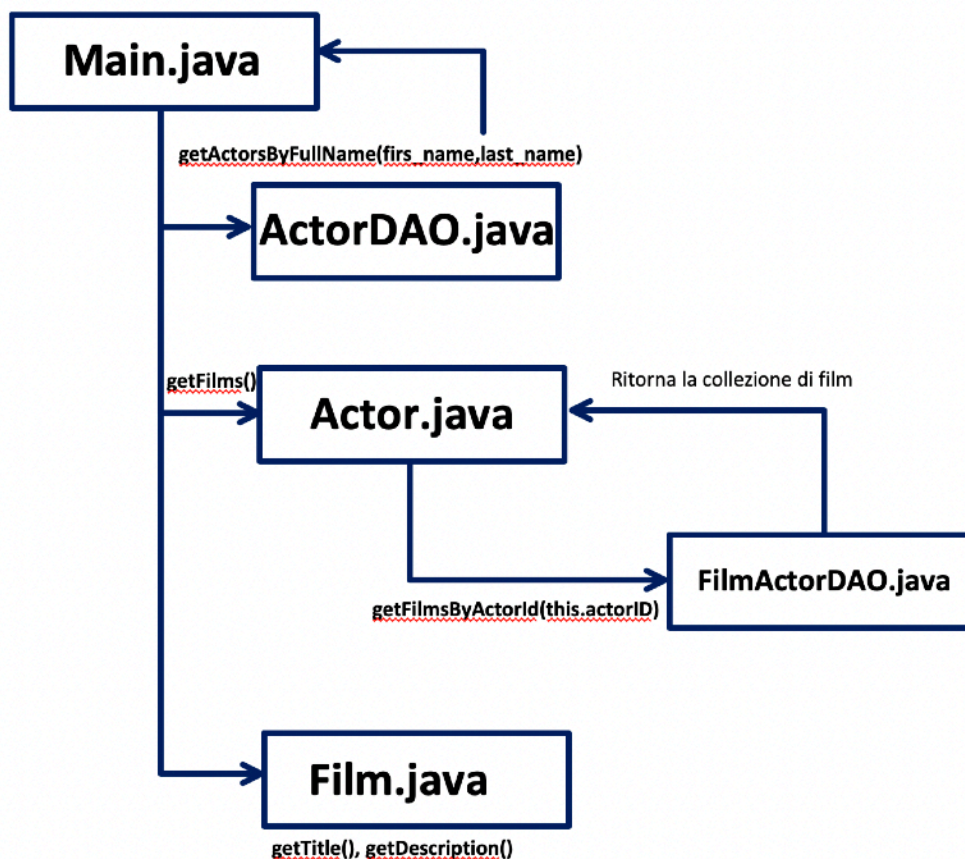 Main.java
getActorsByFullName(firs_name,last_name)
ActorDAO.java
getFilms()
Actor.java
Ritorna la collezione di film
FilmActorDAO.java
getFilmsByActorId(this.actorID)
Film.java
getTitle(), getDescription()